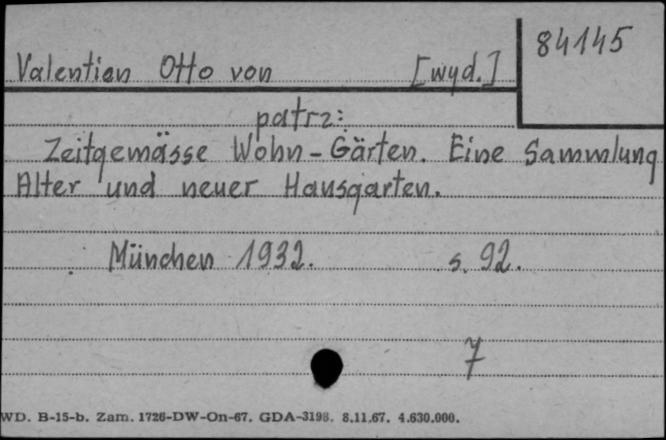 84145
Valentien Otto von [wyd.]
patrz:
Zeitgemässe Wohn-Gärten. Eine Sammlung
Alter und neuer Hausgarten.
München 1932. s. 92.
7
WD. B-15-b. Zam. 1726-DW-On-67. GDA-3198. 8.11.67. 4.630.000.